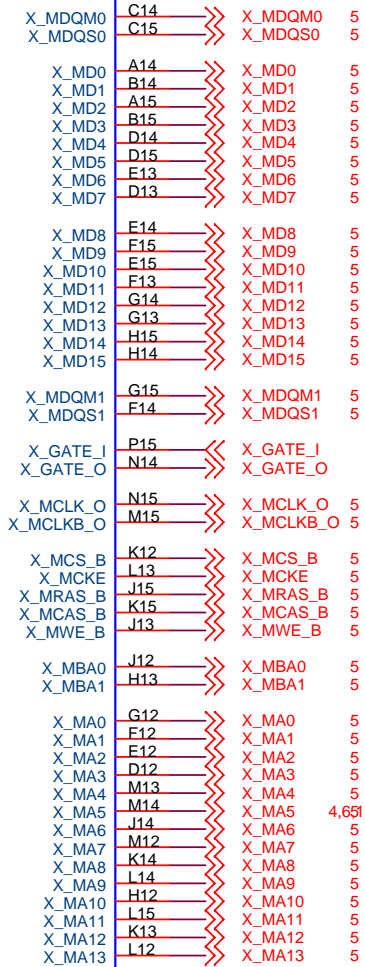 X_MDQM0 C14 X_MDQM0 5
X_MDQS0 C15 X_MDQS0 5
X_MD0 A14 X_MD0 5
X_MD1 B14 X_MD1 5
X_MD2 A15 X_MD2 5
X_MD3 B15 X_MD3 5
X_MD4 D14 X_MD4 5
X_MD5 D15 X_MD5 5
X_MD6 E13 X_MD6 5
X_MD7 D13 X_MD7 5
X_MD8 E14 X_MD8 5
X_MD9 F15 X_MD9 5
X_MD10 E15 X_MD10 5
X_MD11 F13 X_MD11 5
X_MD12 G14 X_MD12 5
X_MD13 G13 X_MD13 5
X_MD14 H15 X_MD14 5
X_MD15 H14 X_MD15 5
X_MDQM1 G15 X_MDQM1 5
X_MDQS1 F14 X_MDQS1 5
X_GATE_I P15 X_GATE_I
X_GATE_O N14 X_GATE_O
X_MCLK_O N15 X_MCLK_O 5
X_MCLKB_O M15 X_MCLKB_O 5
X_MCS_B K12 X_MCS_B 5
X_MCKE L13 X_MCKE 5
X_MRAS_B J15 X_MRAS_B 5
X_MCAS_B K15 X_MCAS_B 5
X_MWE_B J13 X_MWE_B 5
X_MBA0 J12 X_MBA0 5
X_MBA1 H13 X_MBA1 5
X_MA0 G12 X_MA0 5
X_MA1 F12 X_MA1 5
X_MA2 E12 X_MA2 5
X_MA3 D12 X_MA3 5
X_MA4 M13 X_MA4 5
X_MA5 M14 X_MA5
X_MA6 J14 X_MA6 5
X_MA7 M12 X_MA7 5
X_MA8 K14 X_MA8 5
X_MA9 L14 X_MA9 5
X_MA10 H12 X_MA10 5
X_MA11 L15 X_MA11 5
X_MA12 K13 X_MA12 5
X_MA13 L12 X_MA13 5